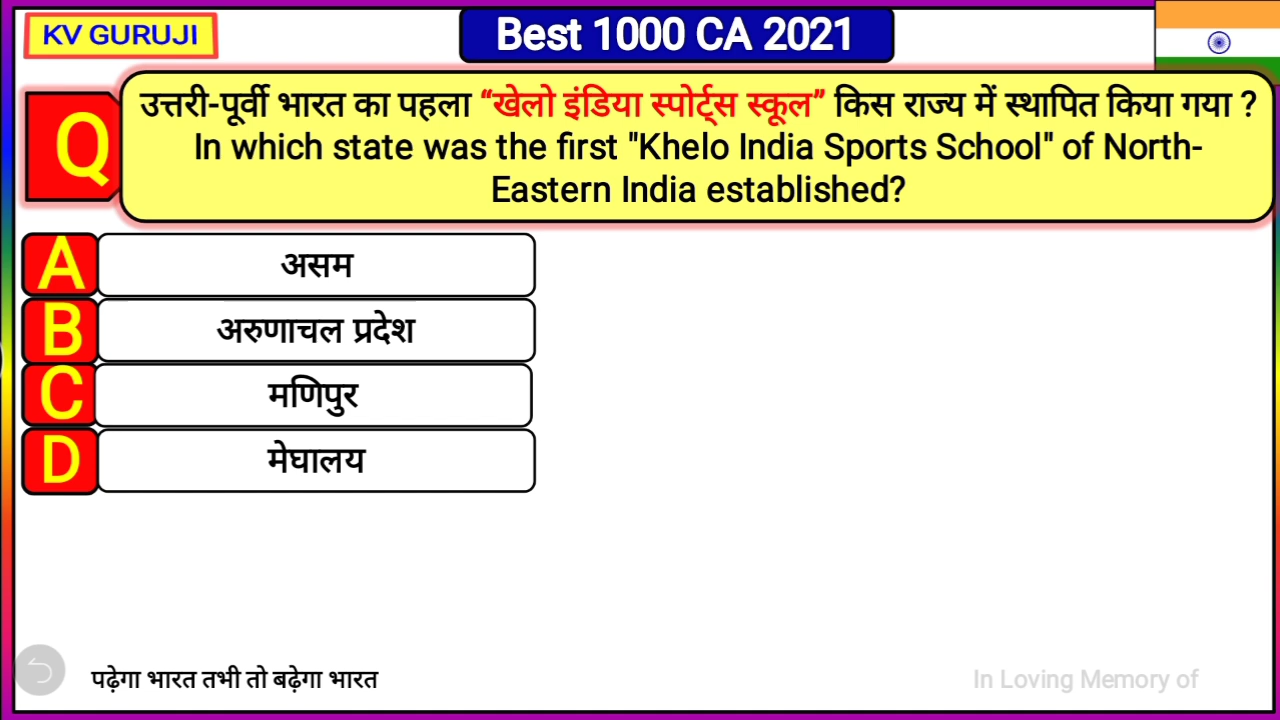 KV GURUJI
Best 1000 CA 2021
Q
उत्तरी-पूर्वी भारत का पहला “खेलो इंडिया स्पोर्ट्स स्कूल” किस राज्य में स्थापित किया गया ?
In which state was the first "Khelo India Sports School" of North-
Eastern India established?
A असम
B अरुणाचल प्रदेश
C मणिपुर
D मेघालय
पढ़ेगा भारत तभी तो बढ़ेगा भारत
In Loving Memory of